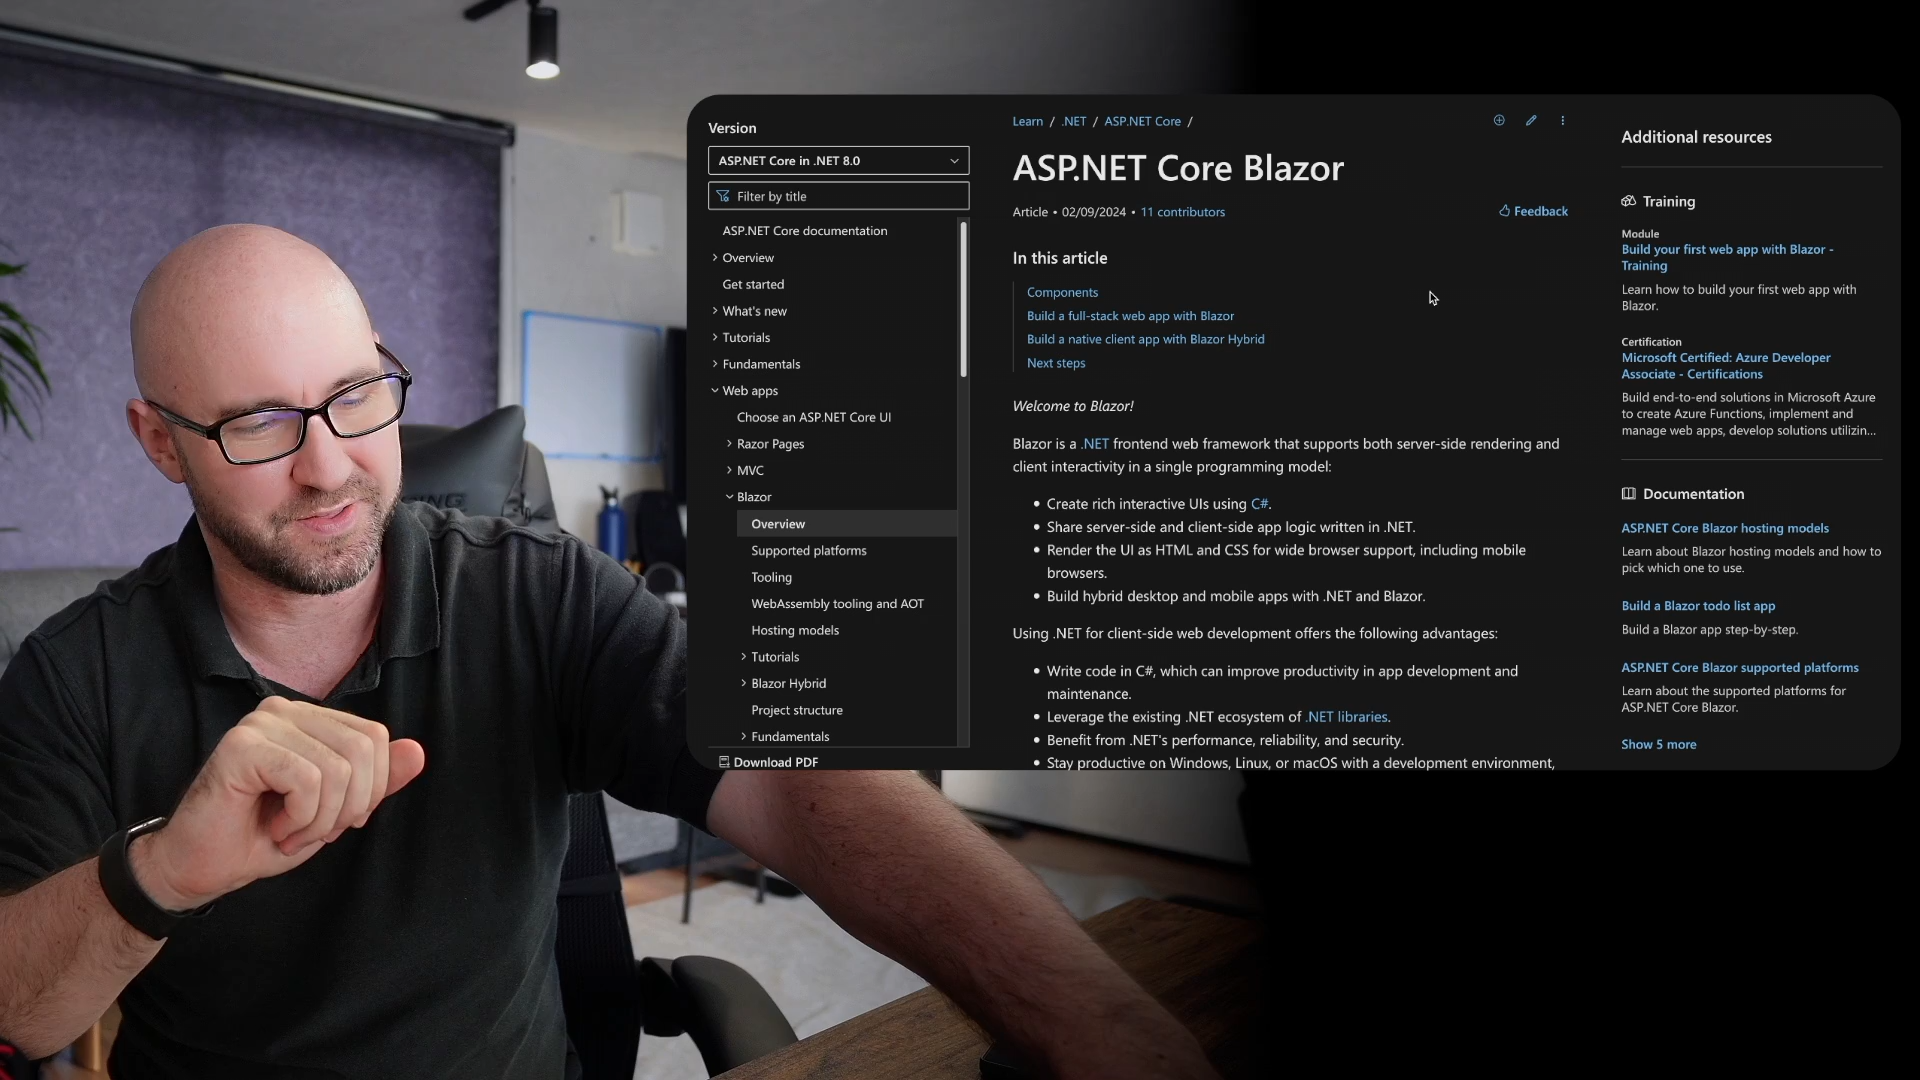 Version
ASP.NET Core in .NET 8.0
Filter by title
ASP.NET Core documentation
Overview
Get started
What's new
Tutorials
Fundamentals
Web apps
Choose an ASP.NET Core UI
Razor Pages
MVC
Blazor
Overview
Supported platforms
Tooling
WebAssembly tooling and AOT
Hosting models
Tutorials
Blazor Hybrid
Project structure
Fundamentals
Download PDF
Learn / .NET / ASP.NET Core /
ASP.NET Core Blazor
Article • 02/09/2024 • 11 contributors
Feedback
In this article
Components
Build a full-stack web app with Blazor
Build a native client app with Blazor Hybrid
Next steps
Welcome to Blazor!
Blazor is a .NET frontend web framework that supports both server-side rendering and
client interactivity in a single programming model:
• Create rich interactive UIs using C#.
• Share server-side and client-side app logic written in .NET.
• Render the UI as HTML and CSS for wide browser support, including mobile
browsers.
• Build hybrid desktop and mobile apps with .NET and Blazor.
Using .NET for client-side web development offers the following advantages:
• Write code in C#, which can improve productivity in app development and
maintenance.
• Leverage the existing .NET ecosystem of .NET libraries.
• Benefit from .NET's performance, reliability, and security.
• Stay productive on Windows, Linux, or macOS with a development environment,
Additional resources
Training
Module
Build your first web app with Blazor -
Training
Learn how to build your first web app with
Blazor.
Certification
Microsoft Certified: Azure Developer
Associate - Certifications
Build end-to-end solutions in Microsoft Azure
to create Azure Functions, implement and
manage web apps, develop solutions utilizin...
Documentation
ASP.NET Core Blazor hosting models
Learn about Blazor hosting models and how to
pick which one to use.
Build a Blazor todo list app
Build a Blazor app step-by-step.
ASP.NET Core Blazor supported platforms
Learn about the supported platforms for
ASP.NET Core Blazor.
Show 5 more